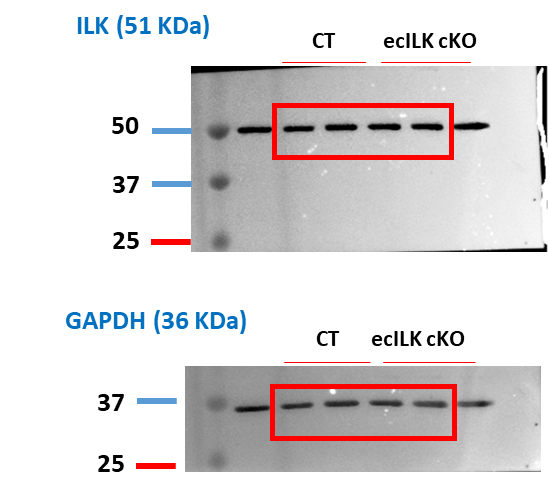 ILK (51 KDa)
CT ecILK cKO
50
37
25
GAPDH (36 KDa)
CT ecILK cKO
37
25